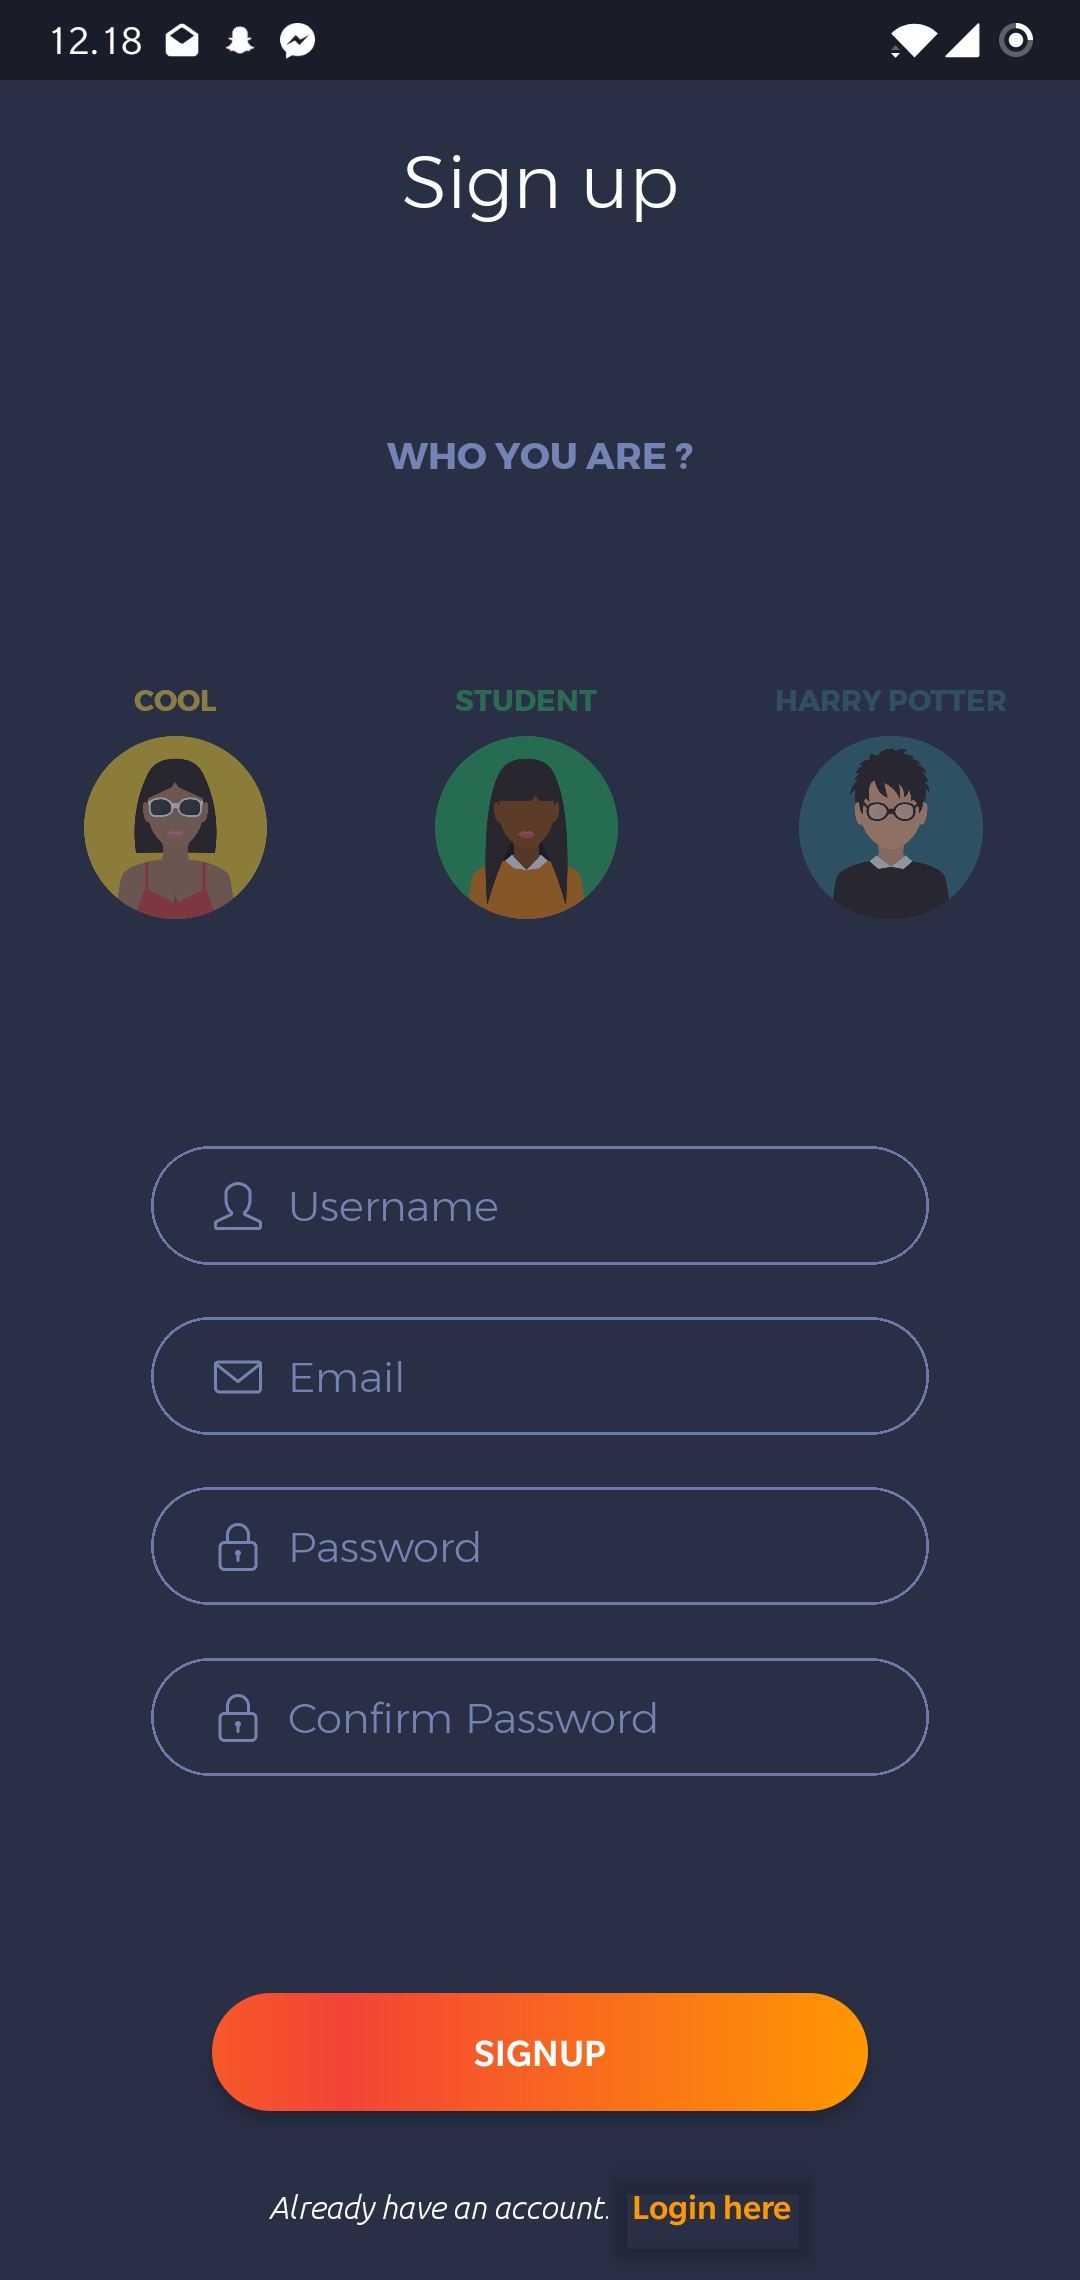 12.18
Sign up
WHO YOU ARE ?
COOL STUDENT HARRY POTTER
Username
Email
Password
Confirm Password
SIGNUP
Already have an account. Login here